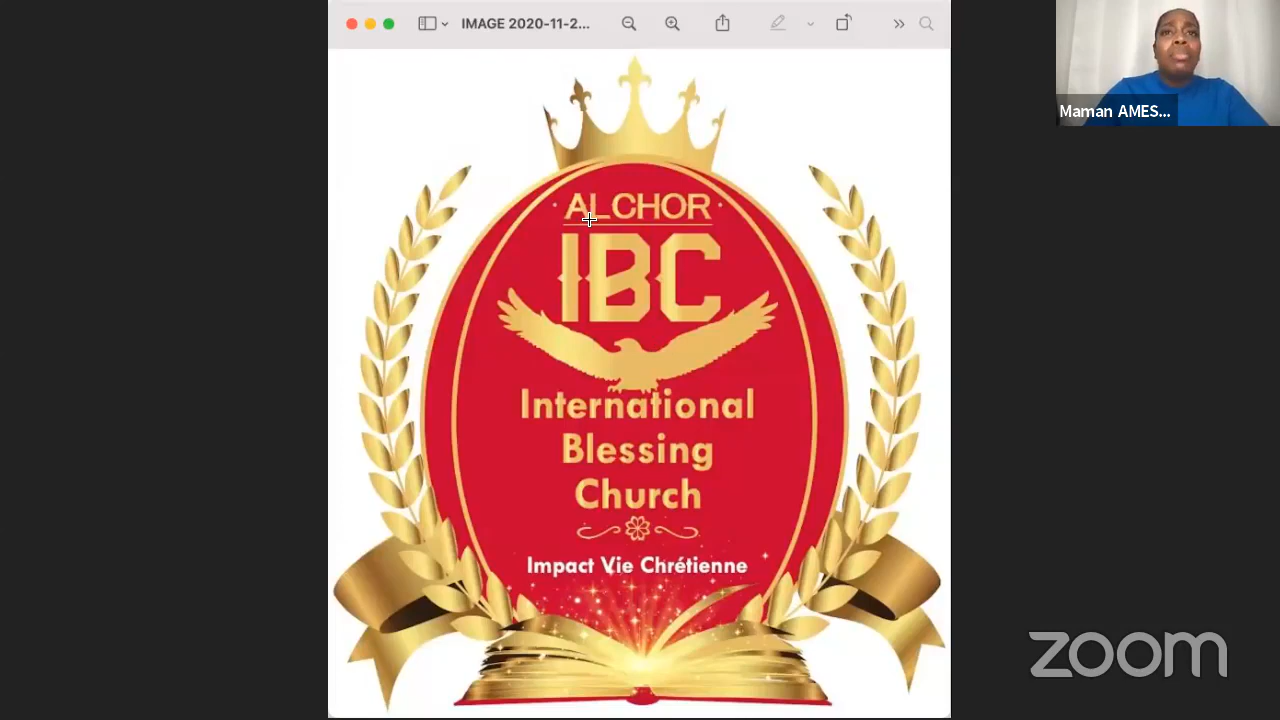 IMAGE 2020-11-2...
Maman AMES...
· ALCHOR ·
IBC
International
Blessing
Church
Impact Vie Chrétienne
zoom